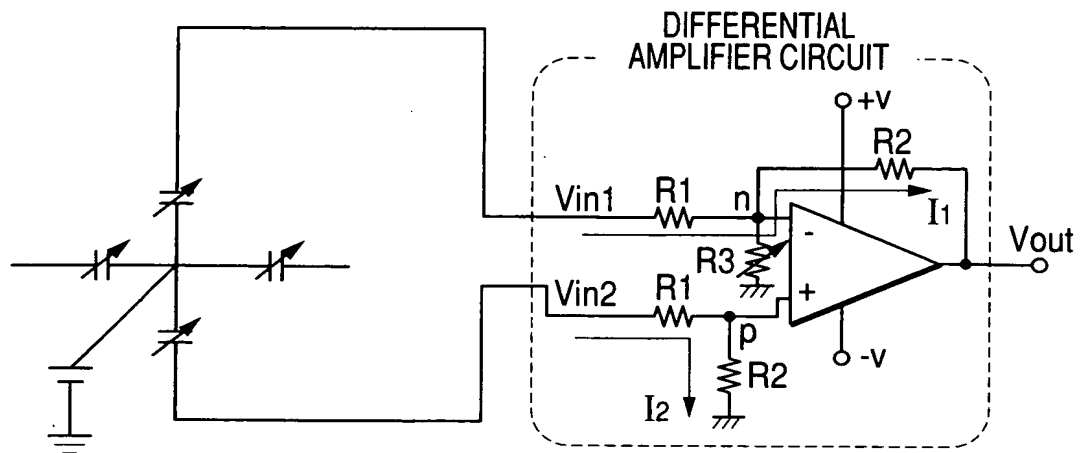 DIFFERENTIAL
AMPLIFIER CIRCUIT
+v
R2
Vin1
R1
n
I1
-
R3
Vout
Vin2
R1
+
p
-v
R2
I2